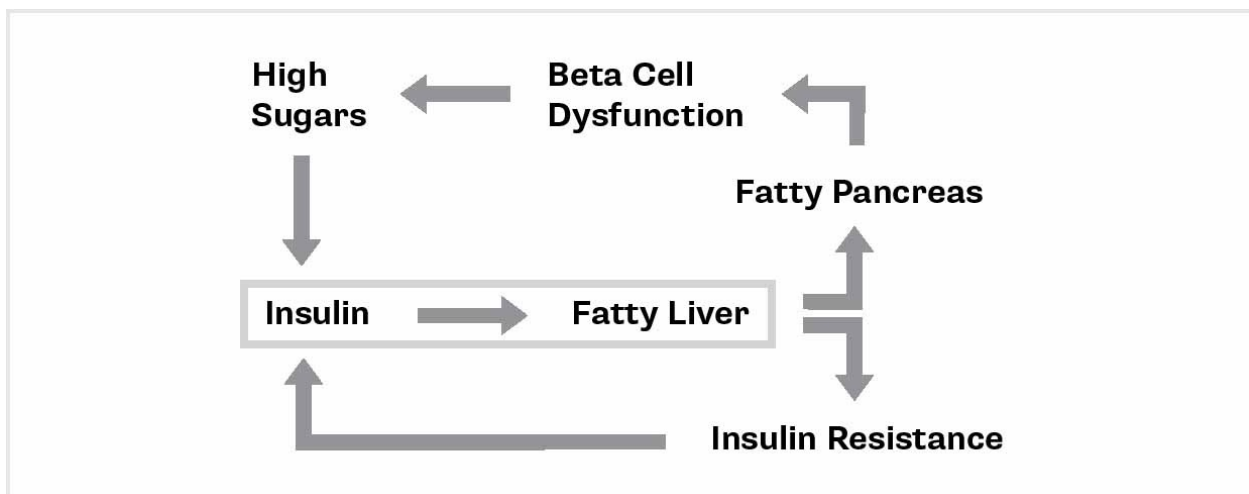 High
Sugars
Beta Cell
Dysfunction
Fatty Pancreas
Insulin
Fatty Liver
Insulin Resistance